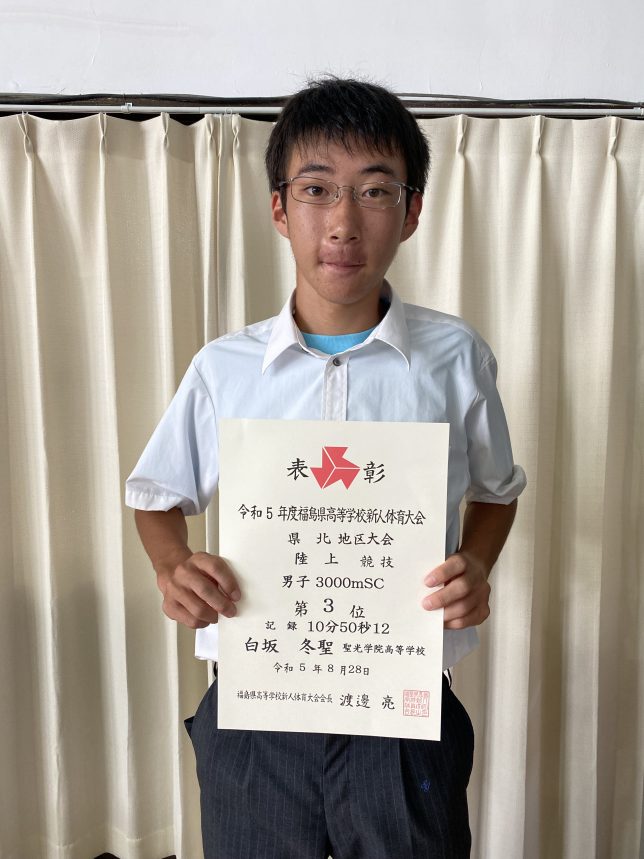 表 彰
令和5年度福島県高等学校新人体育大会
県北地区大会
陸上競技
男子 3000mSC
第3位
記録 10分50秒12
白坂 冬聖 聖光学院高等学校
令和5年8月28日
福島県高等学校新人体育大会会長 渡邊 亮